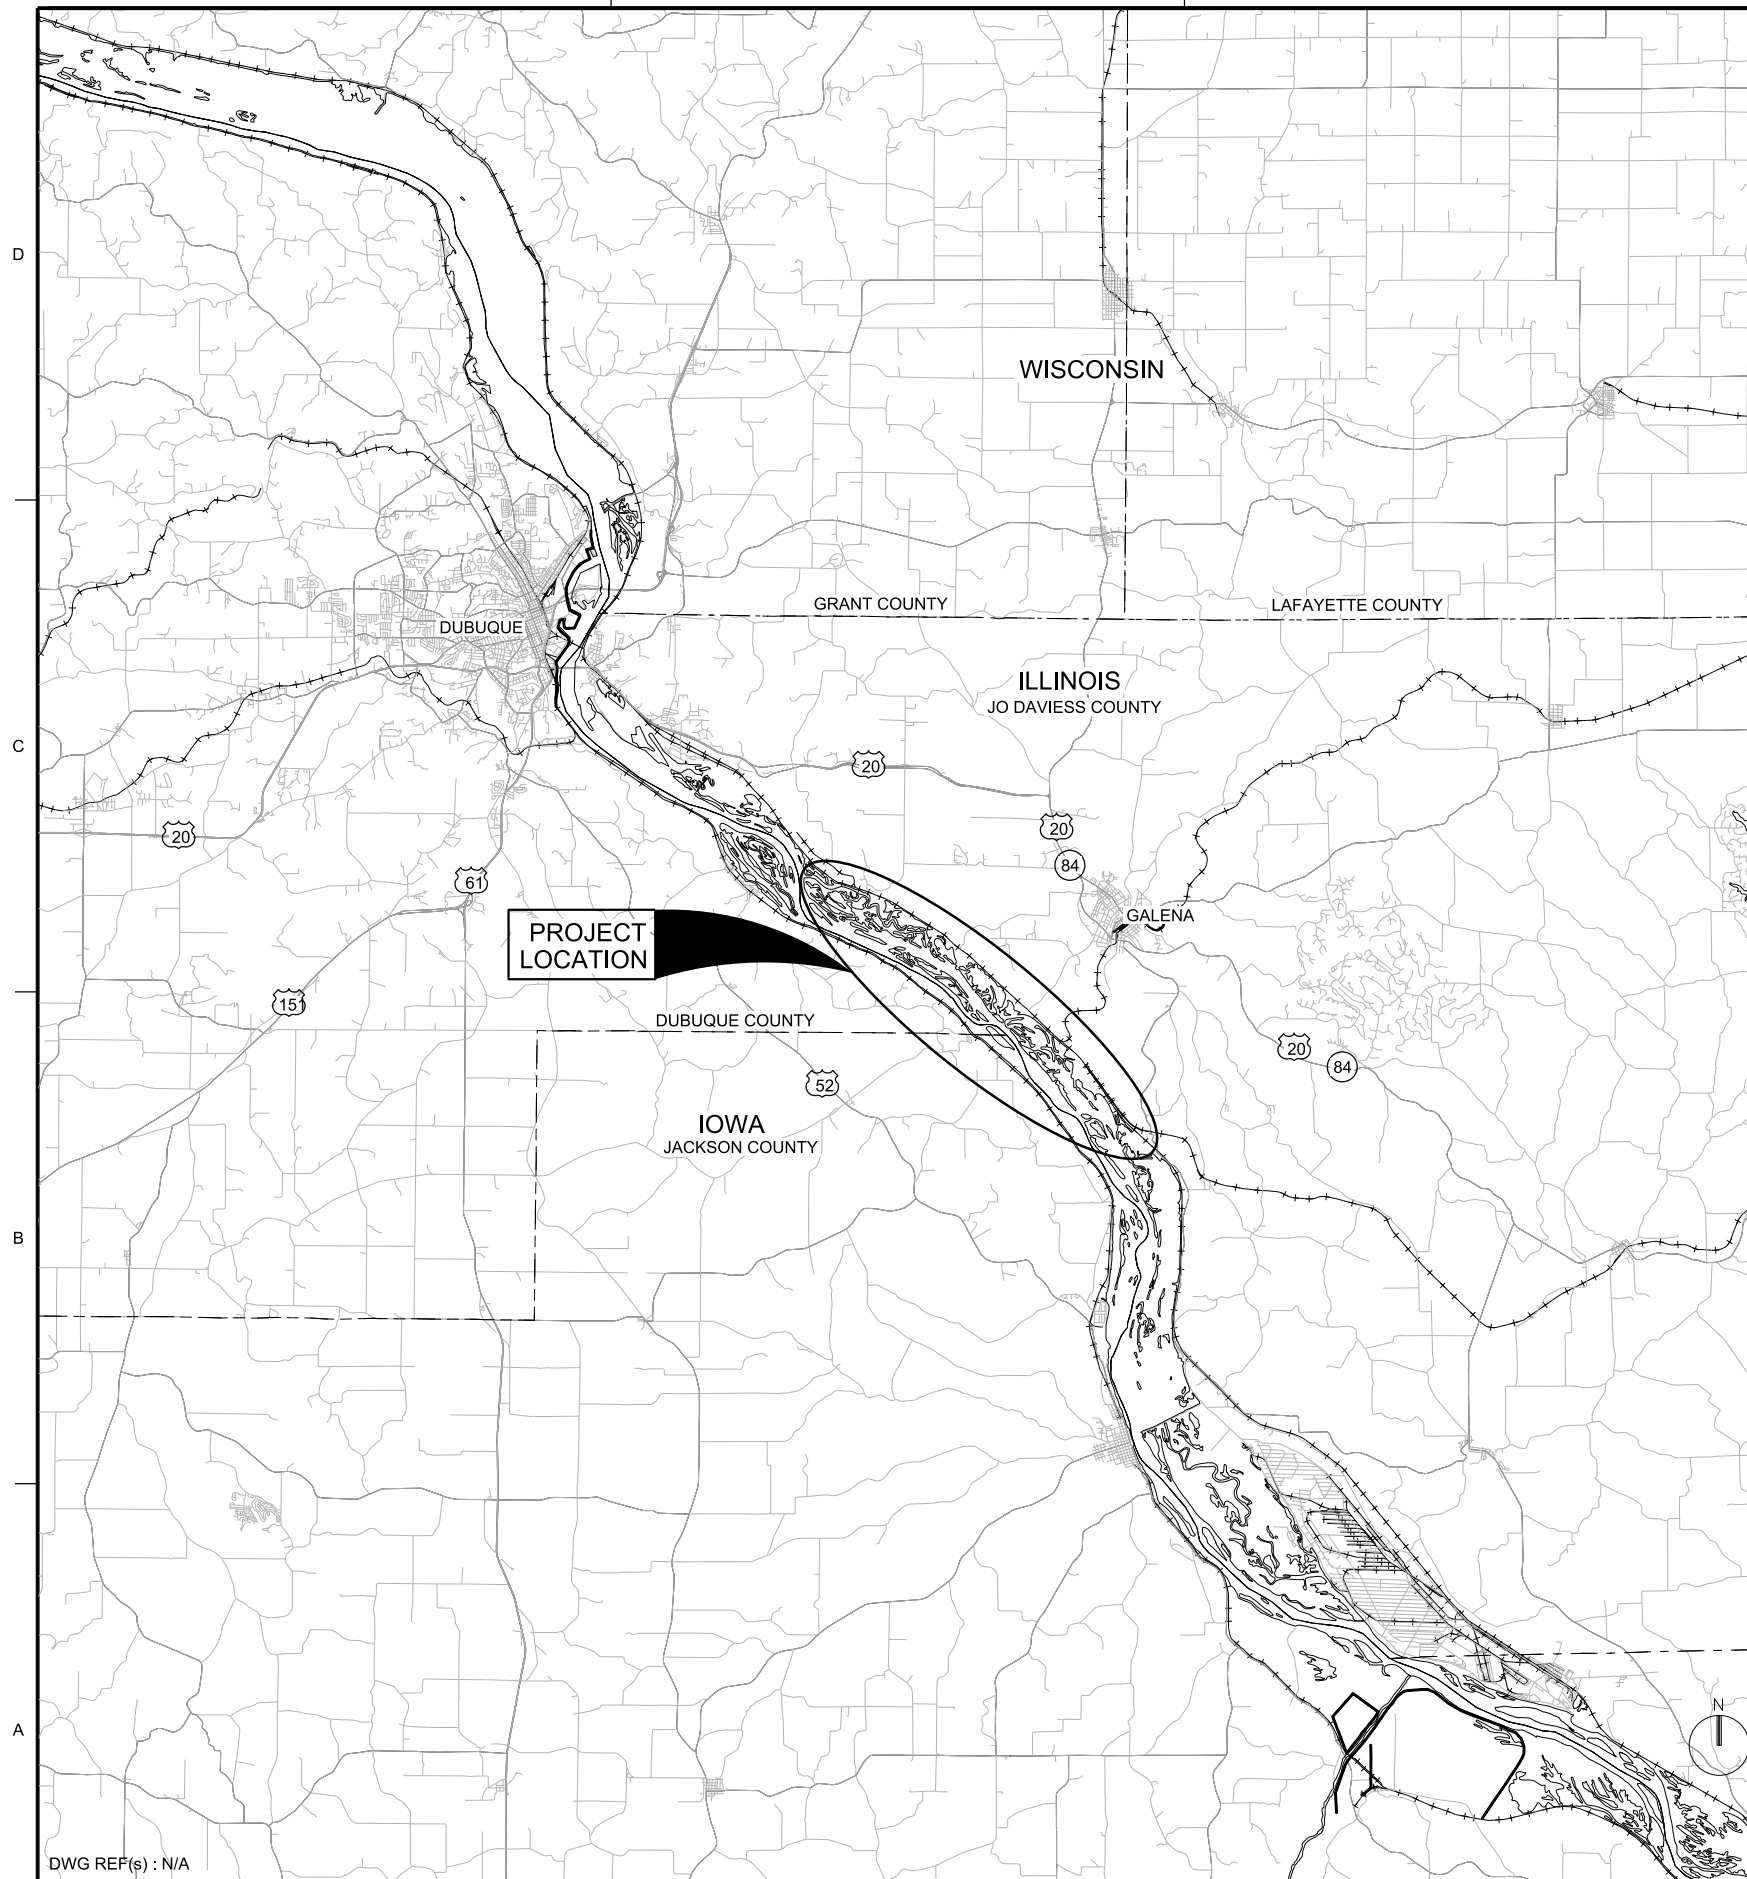 D
WISCONSIN
GRANT COUNTY
LAFAYETTE COUNTY
DUBUQUE
ILLINOIS
JO DAVIESS COUNTY
C
20
20
20
84
61
GALENA
PROJECT
LOCATION
151
DUBUQUE COUNTY
20
84
52
IOWA
JACKSON COUNTY
B
N
A
DWG REF(s) : N/A